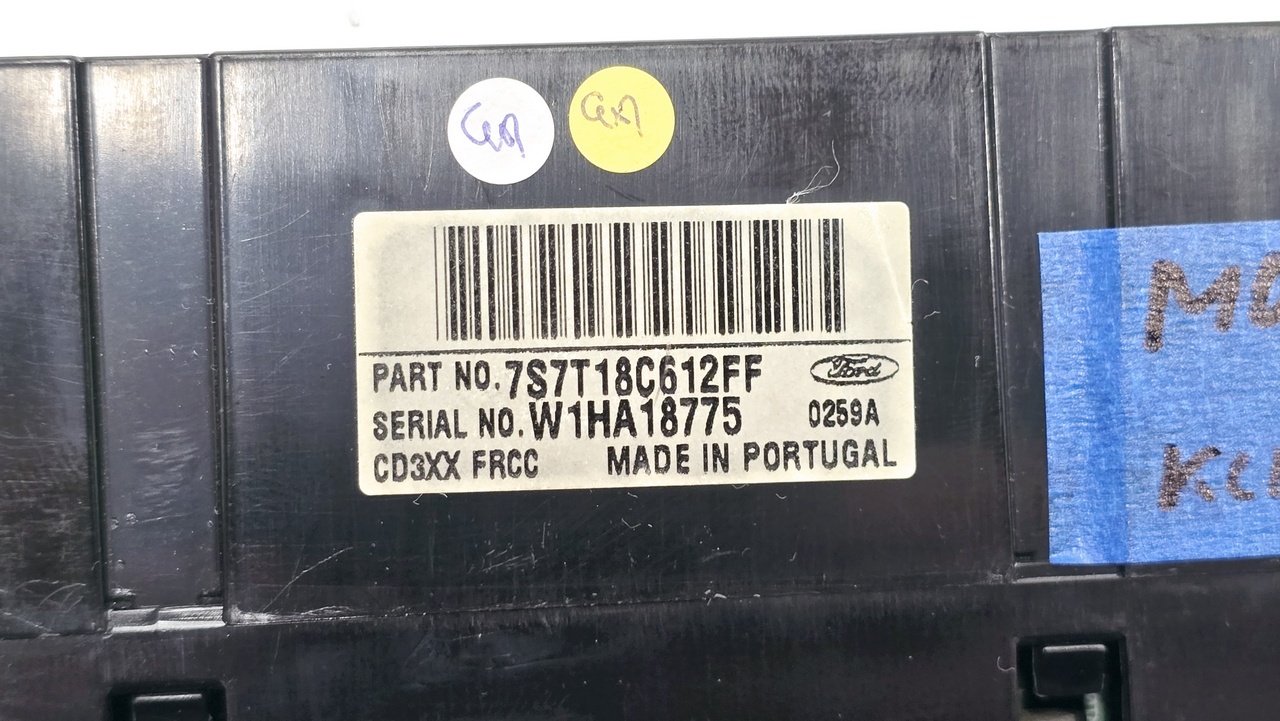 PART NO. 7S7T18C612FF
Ford
SERIAL NO. W1HA18775
0259A
CD3XX FRCC MADE IN PORTUGAL